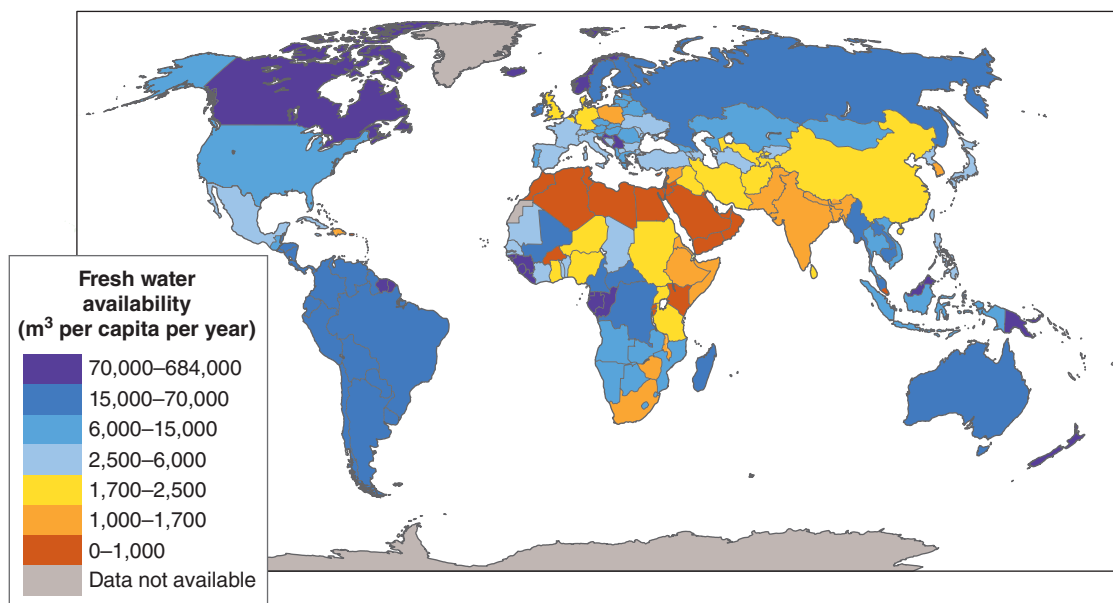 Fresh water
availability
(m³ per capita per year)
70,000–684,000
15,000–70,000
6,000–15,000
2,500–6,000
1,700–2,500
1,000–1,700
0–1,000
Data not available